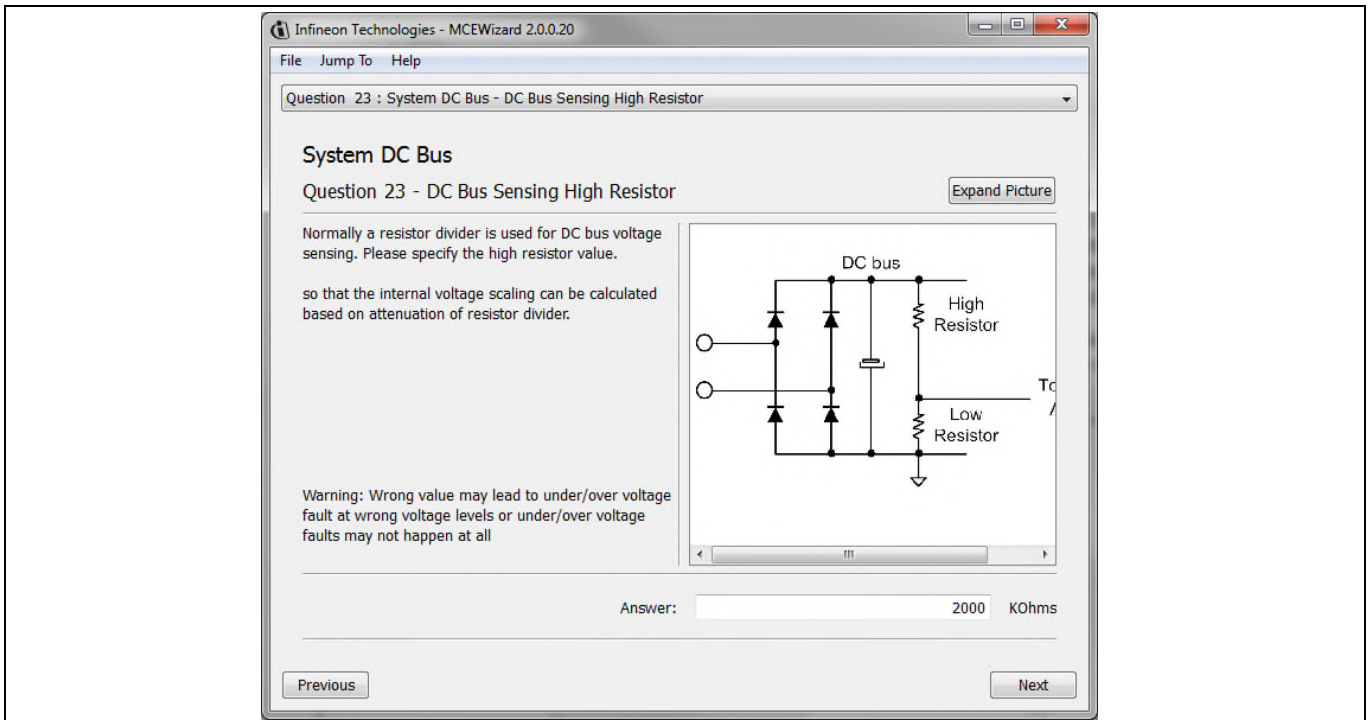 Infineon Technologies - MCEWizard 2.0.0.20
File Jump To Help
Question 23 : System DC Bus - DC Bus Sensing High Resistor
System DC Bus
Question 23 - DC Bus Sensing High Resistor
Expand Picture
Normally a resistor divider is used for DC bus voltage
sensing. Please specify the high resistor value.
so that the internal voltage scaling can be calculated
based on attenuation of resistor divider.
Warning: Wrong value may lead to under/over voltage
fault at wrong voltage levels or under/over voltage
faults may not happen at all
DC bus
High
Resistor
Low
Resistor
Answer: 2000 KOhms
Previous Next